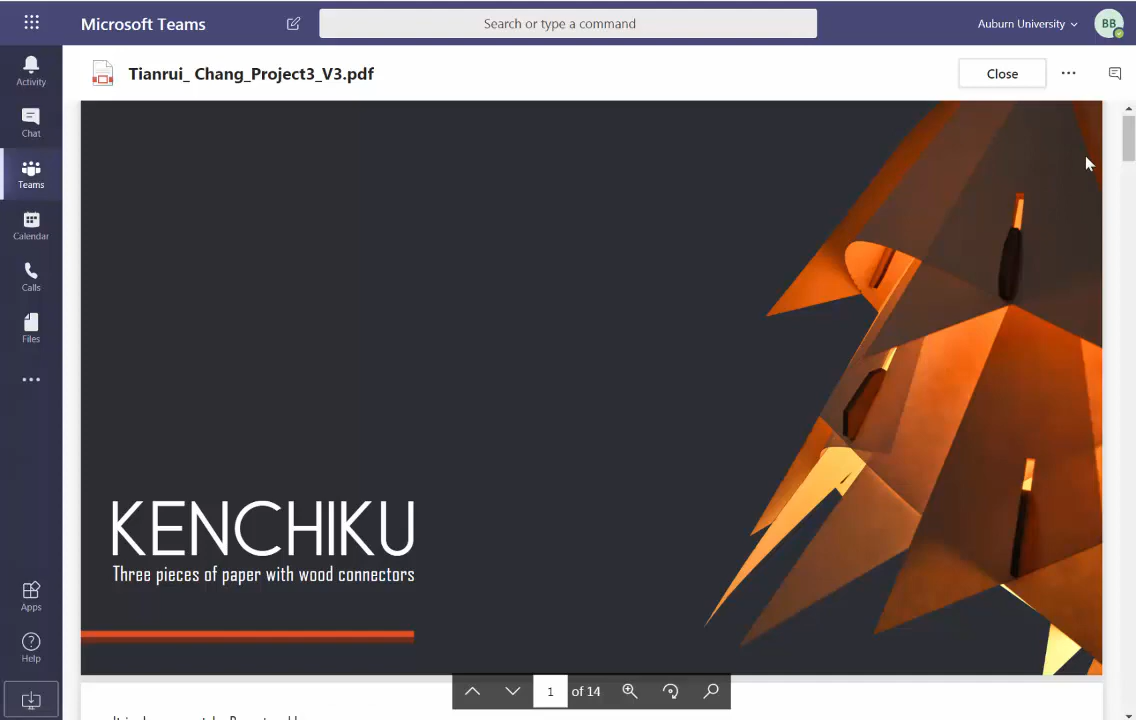 Microsoft Teams
Search or type a command
Auburn University
BB
Activity
Tianrui_ Chang_Project3_V3.pdf
Close
Chat
Teams
Calendar
Calls
Files
KENCHIKU
Three pieces of paper with wood connectors
Apps
Help
1 of 14